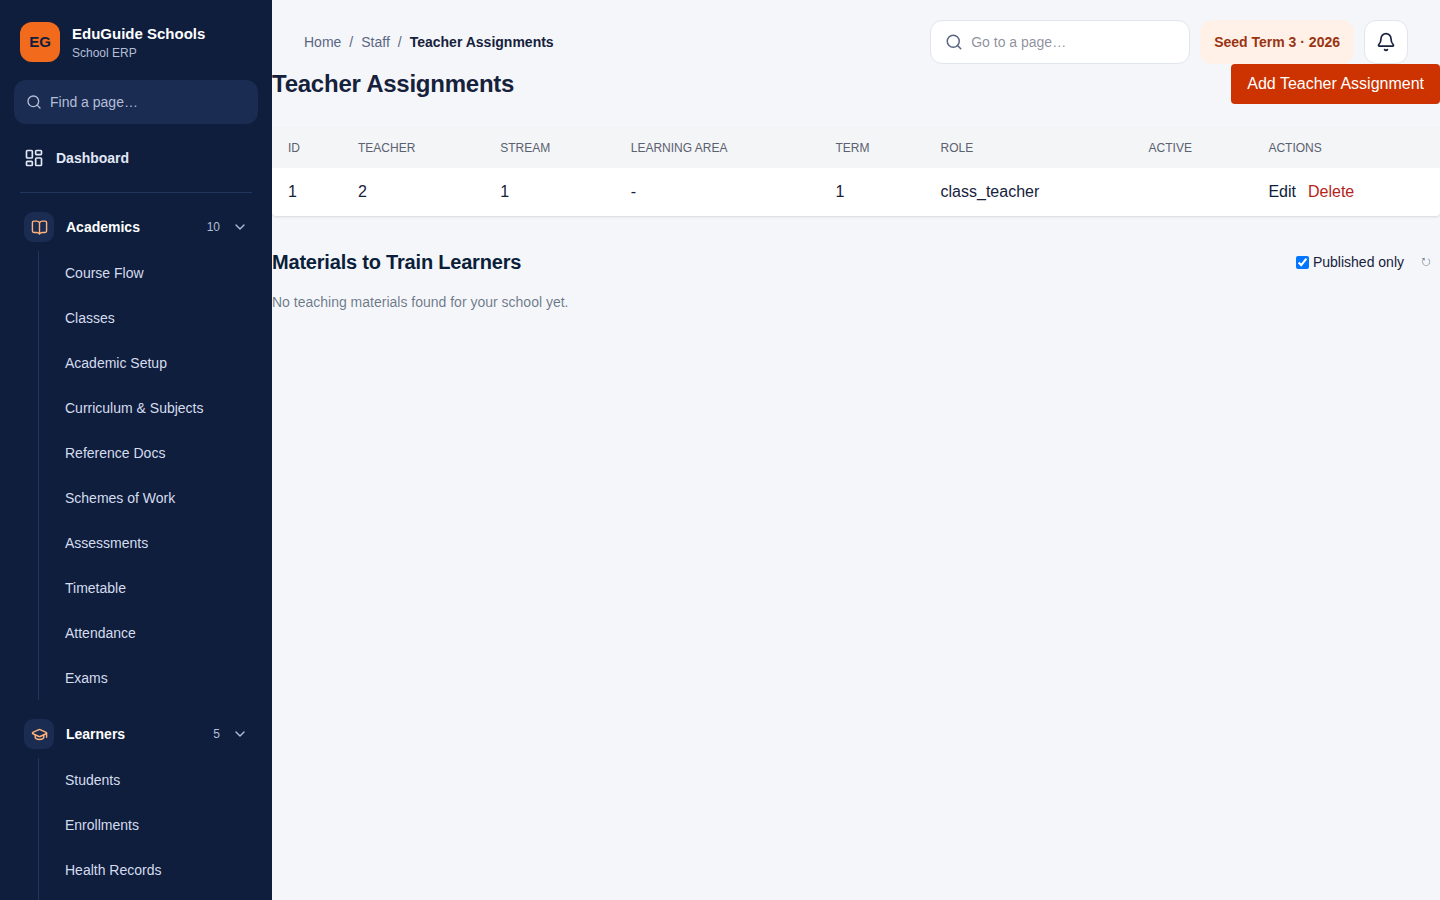 EG
EduGuide Schools
School ERP
Find a page…
Dashboard
Academics 10
Course Flow
Classes
Academic Setup
Curriculum & Subjects
Reference Docs
Schemes of Work
Assessments
Timetable
Attendance
Exams
Learners 5
Students
Enrollments
Health Records
Home / Staff / Teacher Assignments
Go to a page…
Seed Term 3 · 2026
Teacher Assignments
Add Teacher Assignment
ID TEACHER STREAM LEARNING AREA TERM ROLE ACTIVE ACTIONS
1 2 1 - 1 class_teacher Edit Delete
Materials to Train Learners
Published only
No teaching materials found for your school yet.